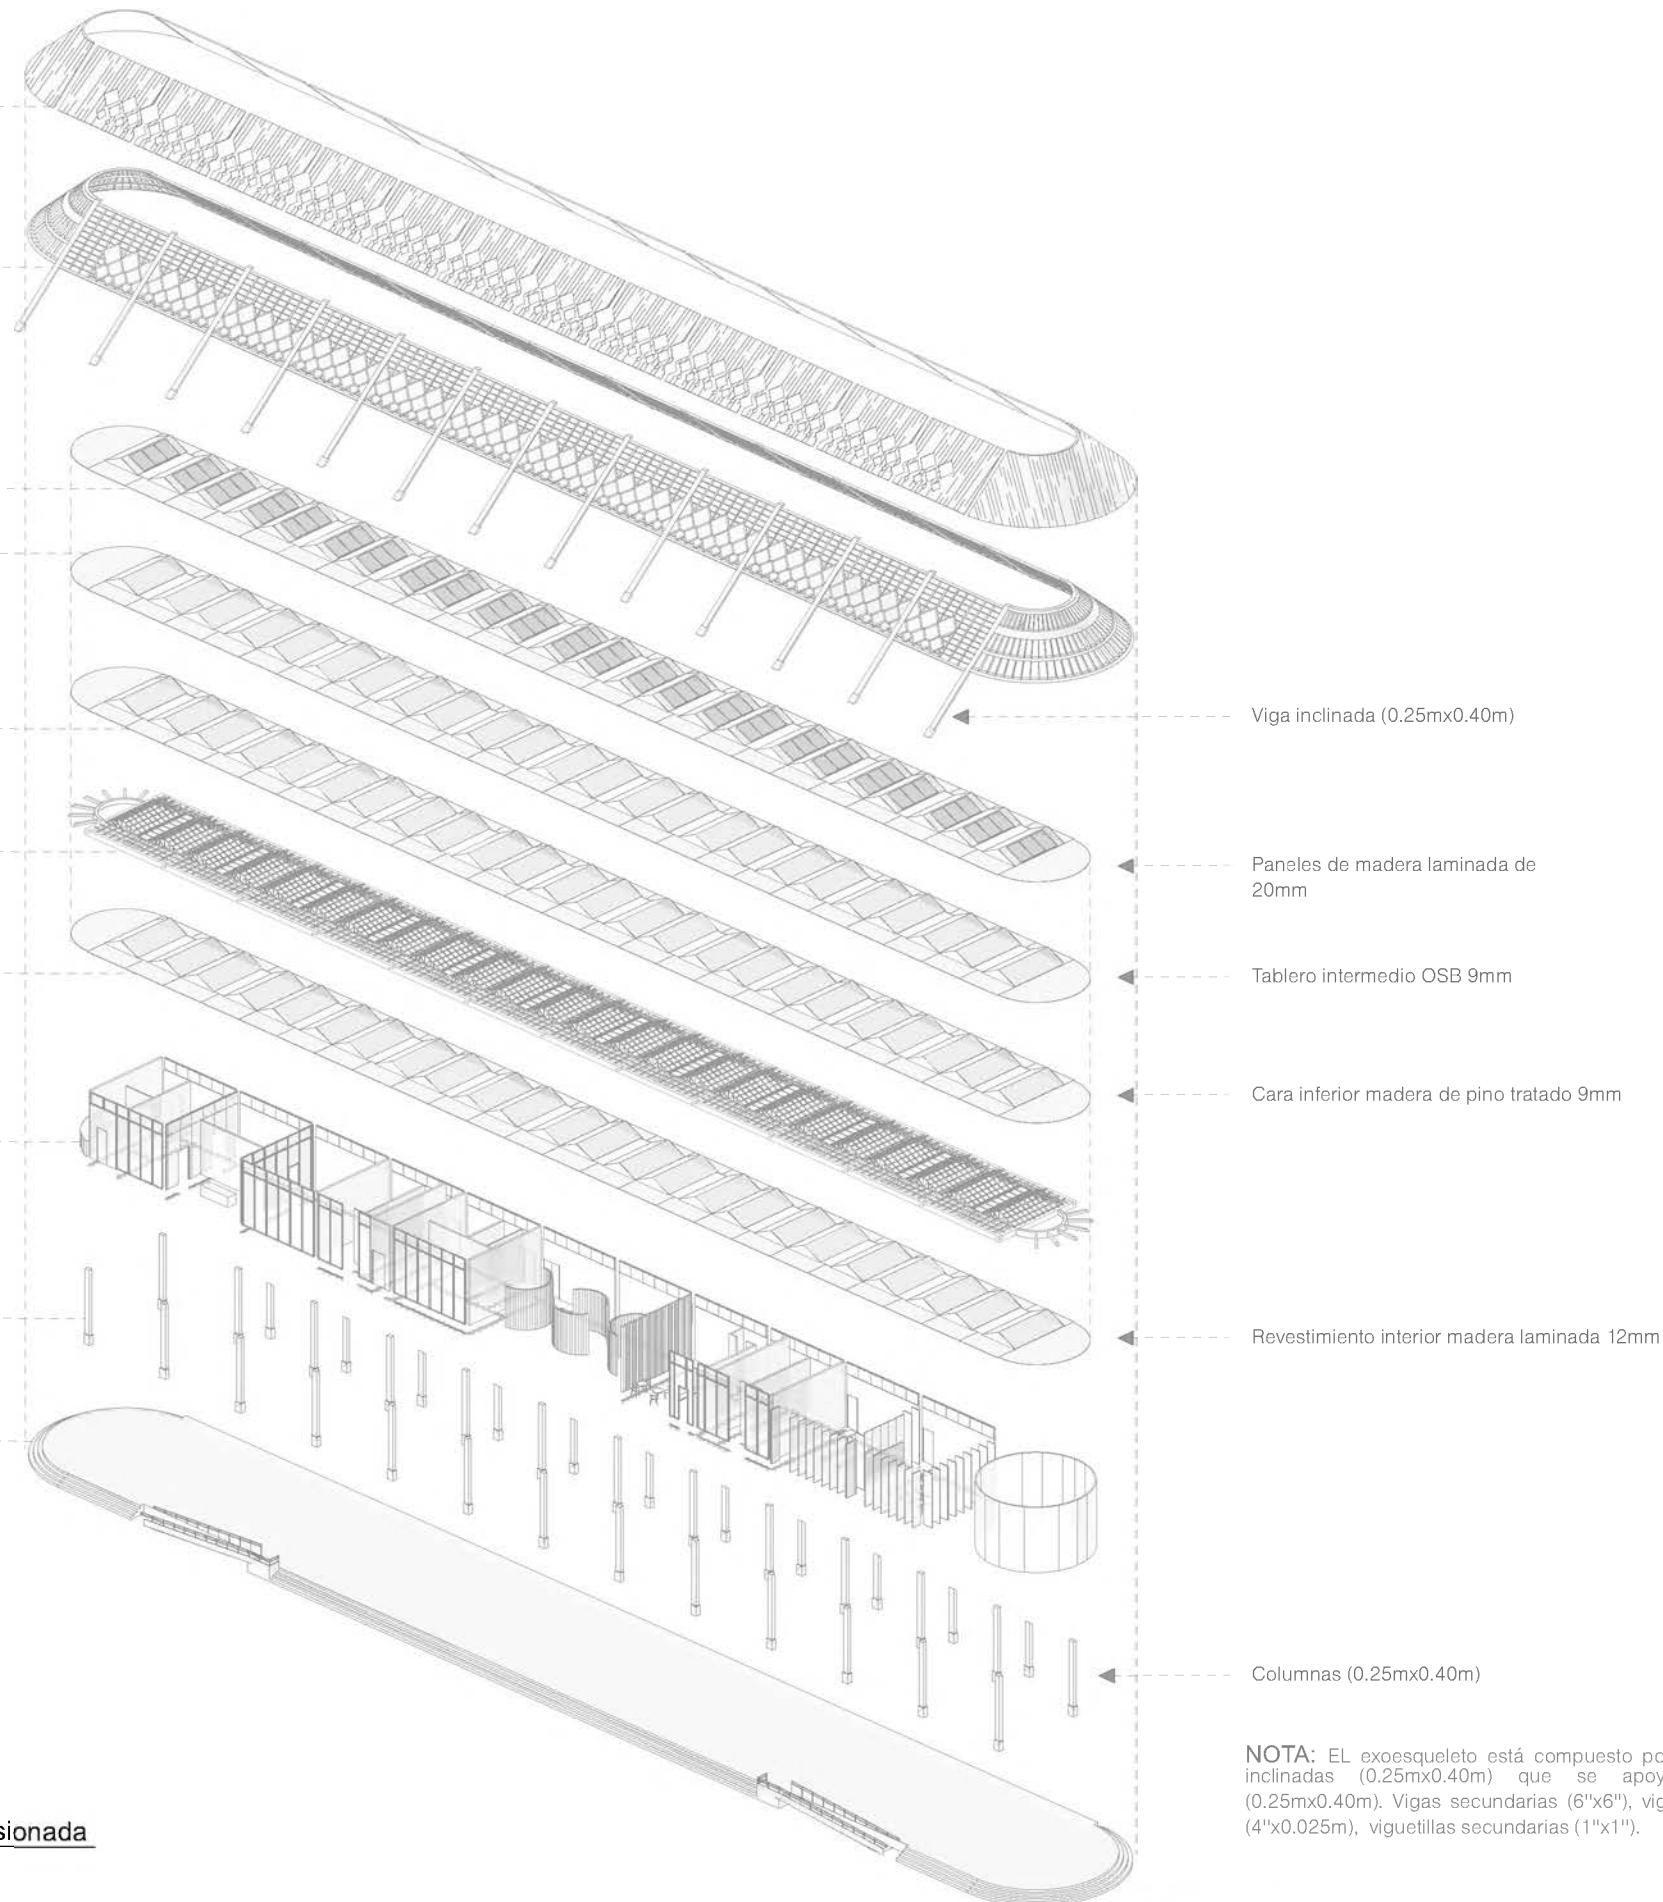 Viga inclinada (0.25mx0.40m)
Paneles de madera laminada de
20mm
Tablero intermedio OSB 9mm
Cara inferior madera de pino tratado 9mm
Revestimiento interior madera laminada 12mm
Columnas (0.25mx0.40m)
NOTA: EL exoesqueleto está compuesto po
inclinadas (0.25mx0.40m) que se apoy
(0.25mx0.40m). Vigas secundarias (6"x6"), vig
(4"x0.025m), viguetillas secundarias (1"x1").
sionada